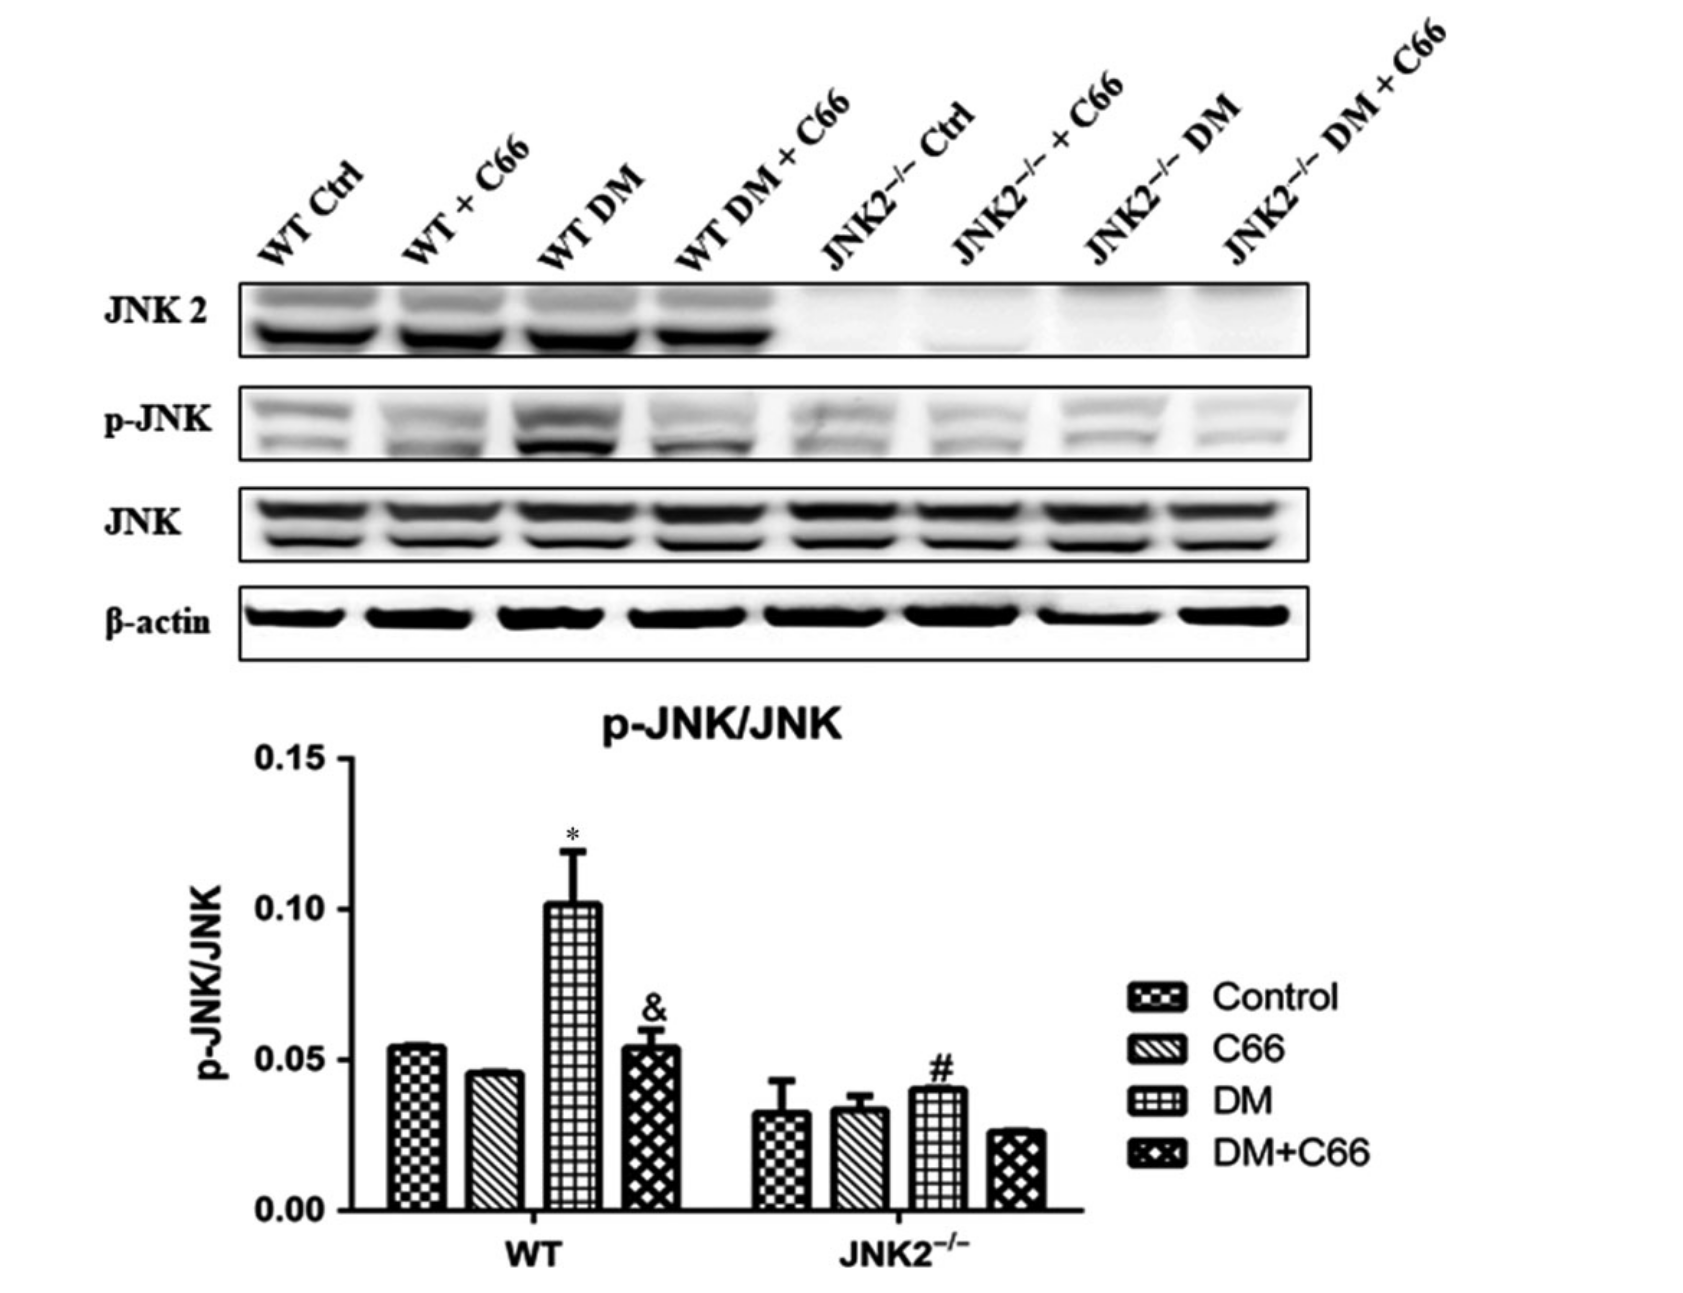 WT Ctrl
WT + C66
WT DM
WT DM + C66
JNK2−/− Ctrl
JNK2−/− + C66
JNK2−/− DM
JNK2−/− DM + C66
JNK 2
p-JNK
JNK
β-actin
p-JNK/JNK
p-JNK/JNK
0.15
0.10
0.05
0.00
*
&
#
WT
JNK2−/−
Control
C66
DM
DM+C66